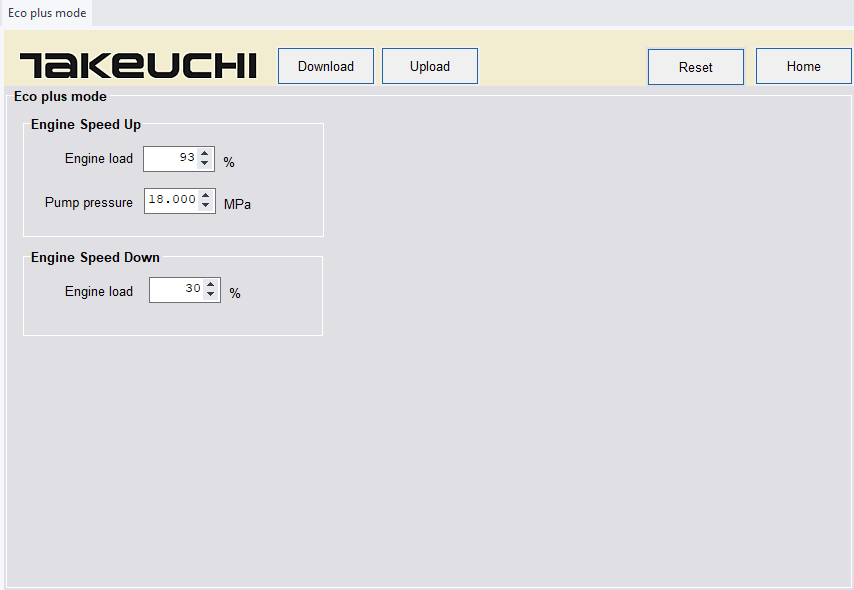 Eco plus mode
TAKEUCHI Download Upload Reset Home
Eco plus mode
Engine Speed Up
Engine load 93 %
Pump pressure 18.000 MPa
Engine Speed Down
Engine load 30 %